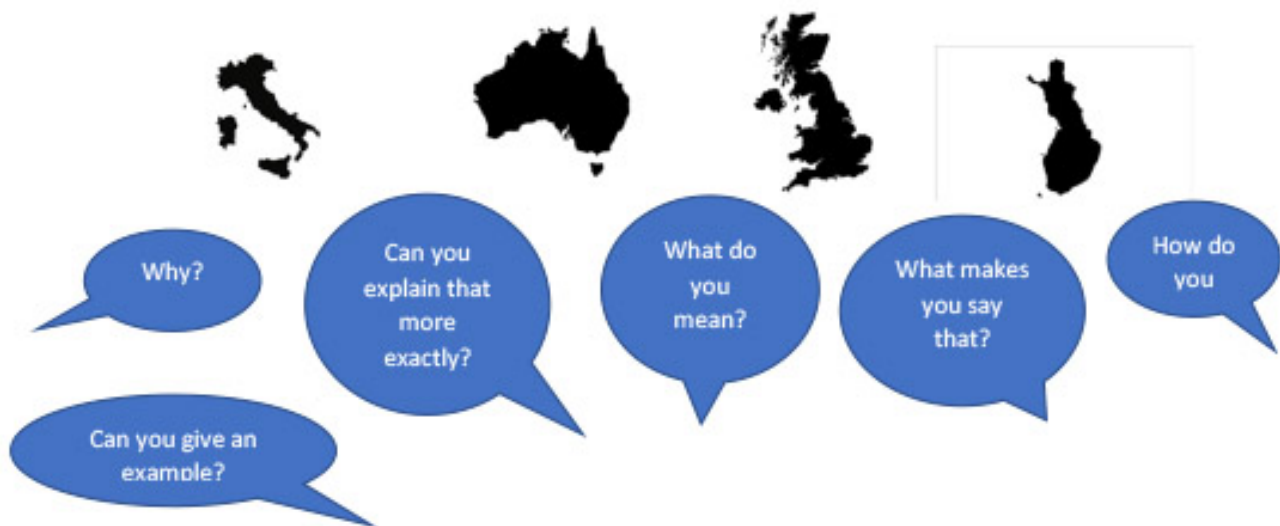 Why?
Can you
explain that
more
exactly?
What do
you
mean?
What makes
you say
that?
How do
you
Can you give an
example?